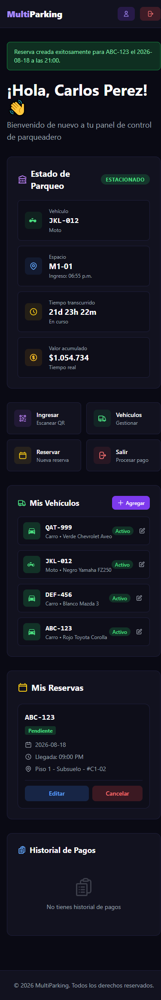 MultiParking
Reserva creada exitosamente para ABC-123 el 2026-
08-18 a las 21:00.
¡Hola, Carlos Perez!
👋
Bienvenido de nuevo a tu panel de control
de parqueadero
Estado de
Parqueo
ESTACIONADO
Vehículo
JKL-012
Moto
Espacio
M1-01
Ingreso: 06:55 p.m.
Tiempo transcurrido
21d 23h 22m
En curso
Valor acumulado
$1.054.734
Tiempo real
Ingresar
Escanear QR
Vehículos
Gestionar
Reservar
Nueva reserva
Salir
Procesar pago
Mis Vehículos
+ Agregar
QAT-999
Carro • Verde Chevrolet Aveo
Activo
JKL-012
Moto • Negro Yamaha FZ250
Activo
DEF-456
Carro • Blanco Mazda 3
Activo
ABC-123
Carro • Rojo Toyota Corolla
Activo
Mis Reservas
ABC-123
Pendiente
2026-08-18
Llegada: 09:00 PM
Piso 1 - Subsuelo - #C1-02
Editar
Cancelar
Historial de Pagos
No tienes historial de pagos
© 2026 MultiParking. Todos los derechos reservados.